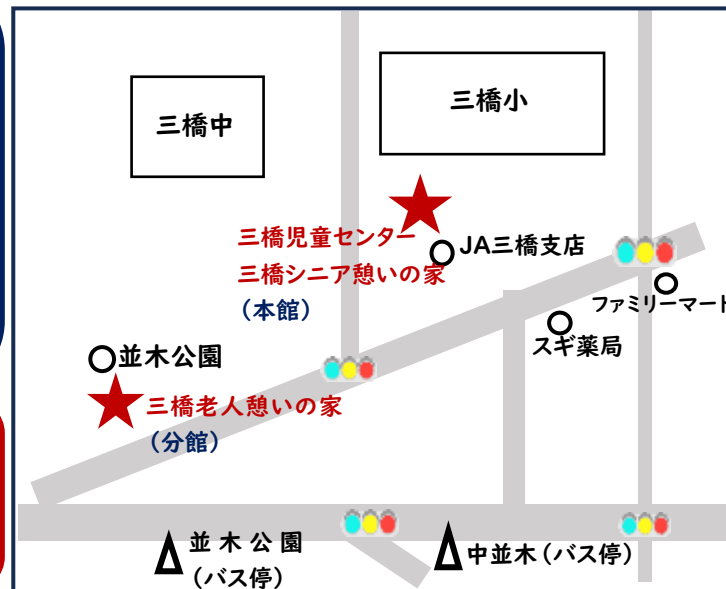 三橋中
三橋小
三橋児童センター
JA三橋支店
三橋シニア憩いの家
(本館)
ファミリーマート
スギ薬局
並木公園
三橋老人憩いの家
(分館)
並木公園
(バス停)
中並木(バス停)